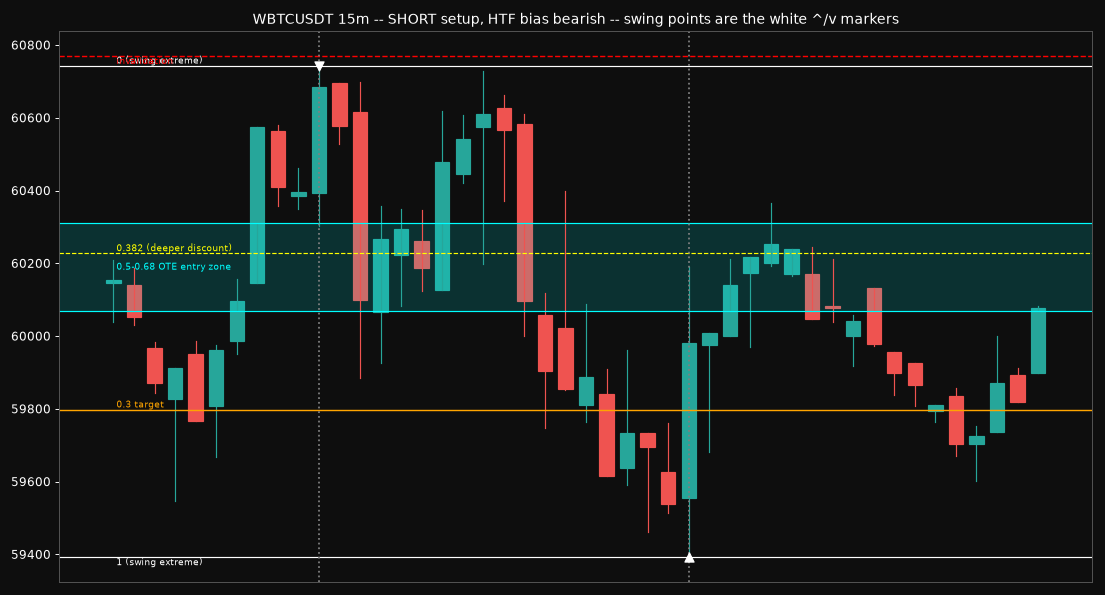 WBTCUSDT 15m -- SHORT setup, HTF bias bearish -- swing points are the white ^/v markers
60800
0 (swing extreme)
60600
60400
0.382 (deeper discount)
60200
0.5-0.68 OTE entry zone
60000
59800
0.3 target
59600
59400
1 (swing extreme)